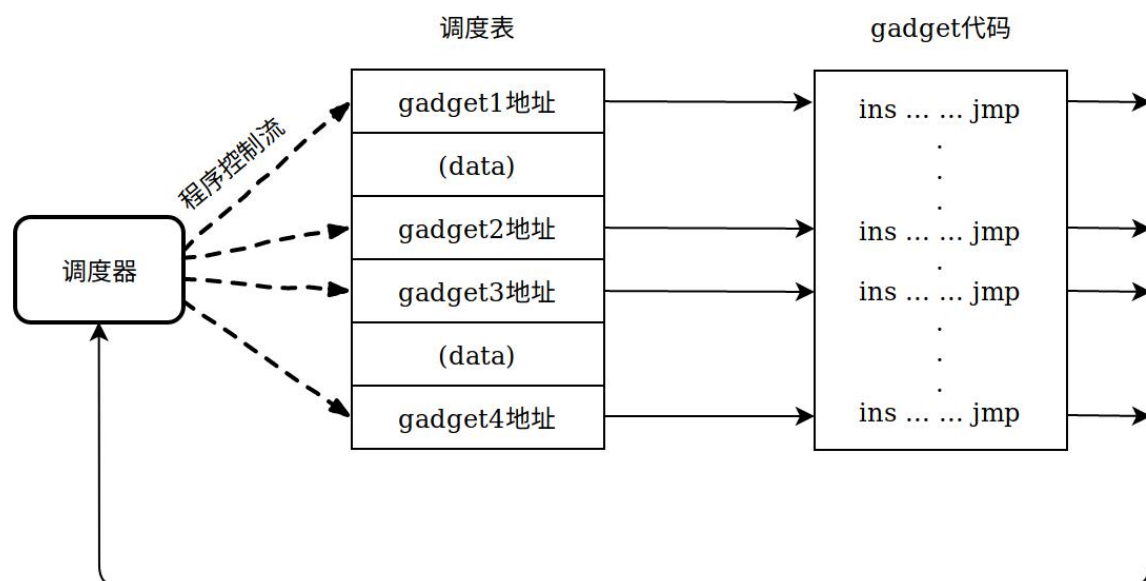 调度表
gadget代码
程序控制流
调度器
gadget1地址
(data)
gadget2地址
gadget3地址
(data)
gadget4地址
ins ... ... jmp
.
.
.
ins ... ... jmp
.
ins ... ... jmp
.
.
.
ins ... ... jmp